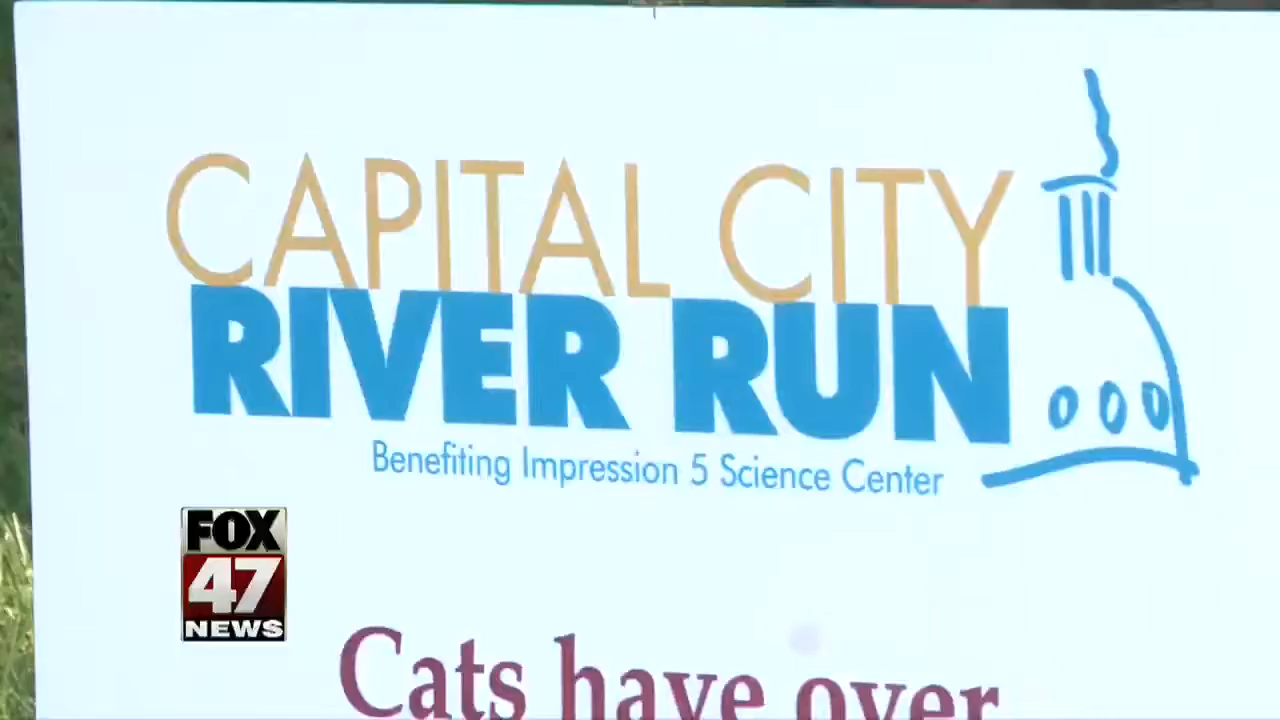 CAPITAL CITY
RIVER RUN
Benefiting Impression 5 Science Center
FOX
47
NEWS
Cats have over